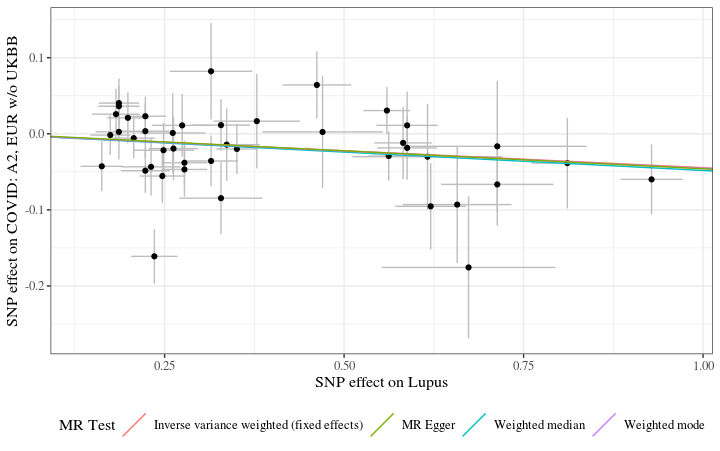 SNP effect on COVID: A2, EUR w/o UKBB
0.1
0.0
-0.1
-0.2
0.25
0.50
0.75
1.00
SNP effect on Lupus
MR Test
Inverse variance weighted (fixed effects)
MR Egger
Weighted median
Weighted mode